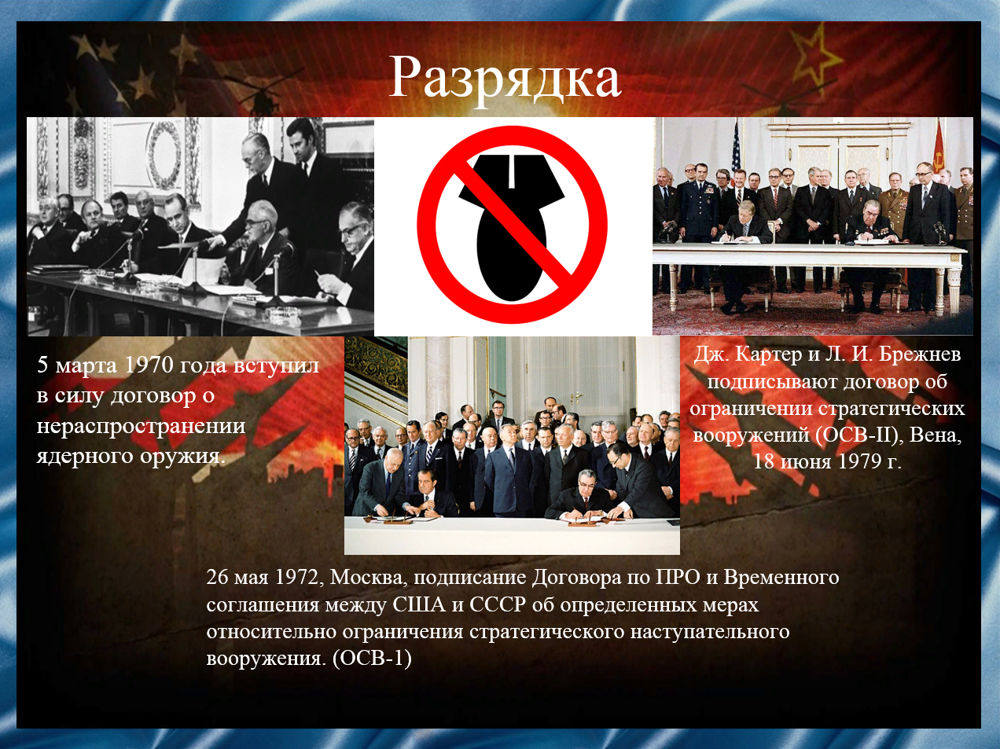 Разрядка
5 марта 1970 года вступил
в силу договор о
нераспространении
ядерного оружия.
Дж. Картер и Л. И. Брежнев
подписывают договор об
ограничении стратегических
вооружений (ОСВ-II), Вена,
18 июня 1979 г.
26 мая 1972, Москва, подписание Договора по ПРО и Временного
соглашения между США и СССР об определенных мерах
относительно ограничения стратегического наступательного
вооружения. (ОСВ-1)